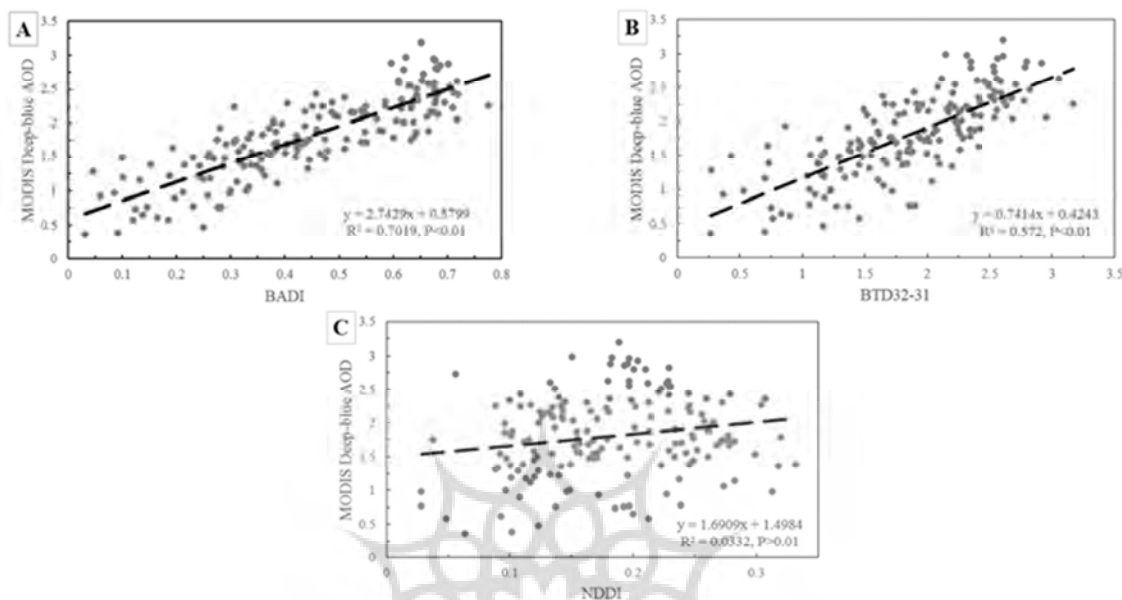 A
3.5
3
2.5
2
1.5
1
0.5
0
MODIS Deep-blue AOD
y = 2.7429x + 0.5799
R² = 0.7019, P<0.01
0 0.1 0.2 0.3 0.4 0.5 0.6 0.7 0.8
BADI
B
3.5
3
2.5
2
1.5
1
0.5
0
MODIS Deep-blue AOD
y = 0.7414x + 0.4243
R² = 0.572, P<0.01
0 0.5 1 1.5 2 2.5 3 3.5
BTD32-31
C
3.5
3
2.5
2
1.5
1
0.5
0
MODIS Deep-blue AOD
y = 1.6909x + 1.4984
R² = 0.0332, P>0.01
0 0.1 0.2 0.3
NDDI